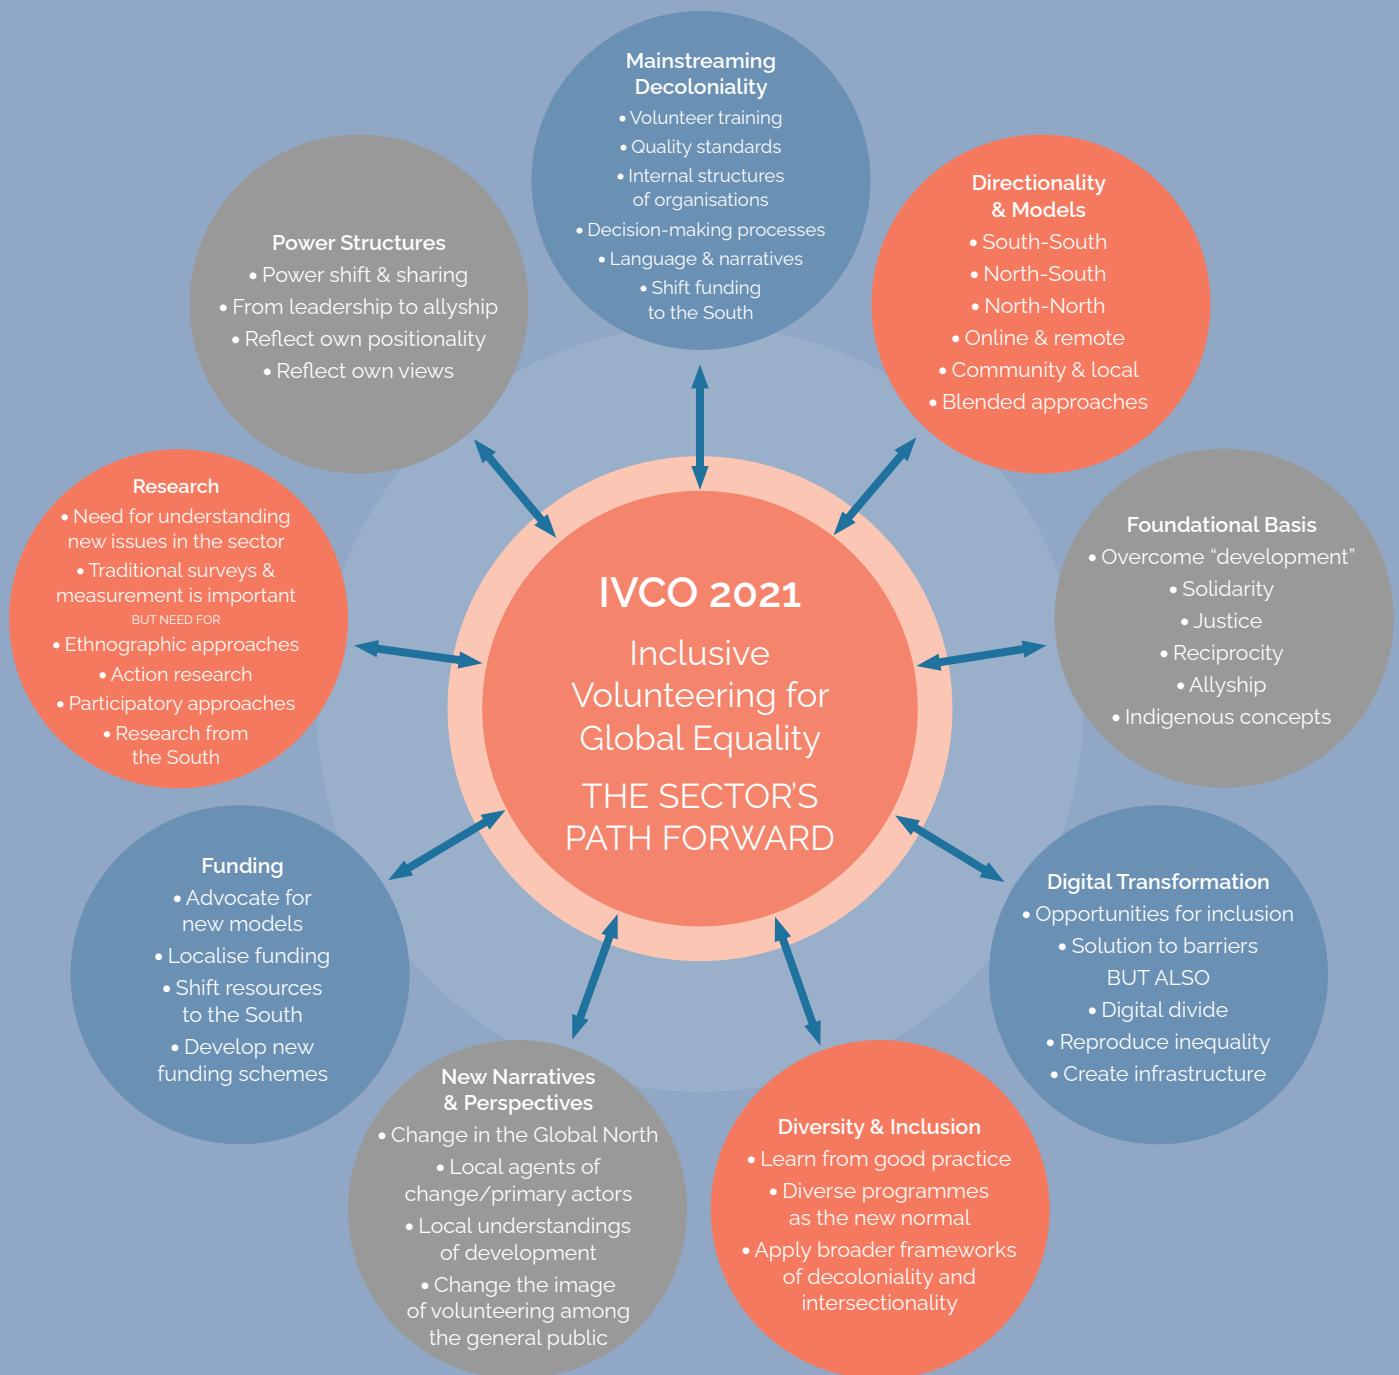 Mainstreaming
Decoloniality
• Volunteer training
• Quality standards
• Internal structures
of organisations
• Decision-making processes
• Language & narratives
• Shift funding
to the South
Directionality
& Models
• South-South
• North-South
• North-North
• Online & remote
• Community & local
• Blended approaches
Foundational Basis
• Overcome “development”
• Solidarity
• Justice
• Reciprocity
• Allyship
• Indigenous concepts
Digital Transformation
• Opportunities for inclusion
• Solution to barriers
BUT ALSO
• Digital divide
• Reproduce inequality
• Create infrastructure
Diversity & Inclusion
• Learn from good practice
• Diverse programmes
as the new normal
• Apply broader frameworks
of decoloniality and
intersectionality
New Narratives
& Perspectives
• Change in the Global North
• Local agents of
change/primary actors
• Local understandings
of development
• Change the image
of volunteering among
the general public
Funding
• Advocate for
new models
• Localise funding
• Shift resources
to the South
• Develop new
funding schemes
Research
• Need for understanding
new issues in the sector
• Traditional surveys &
measurement is important
BUT NEED FOR
• Ethnographic approaches
• Action research
• Participatory approaches
• Research from
the South
Power Structures
• Power shift & sharing
• From leadership to allyship
• Reflect own positionality
• Reflect own views
IVCO 2021
Inclusive
Volunteering for
Global Equality
THE SECTOR’S
PATH FORWARD